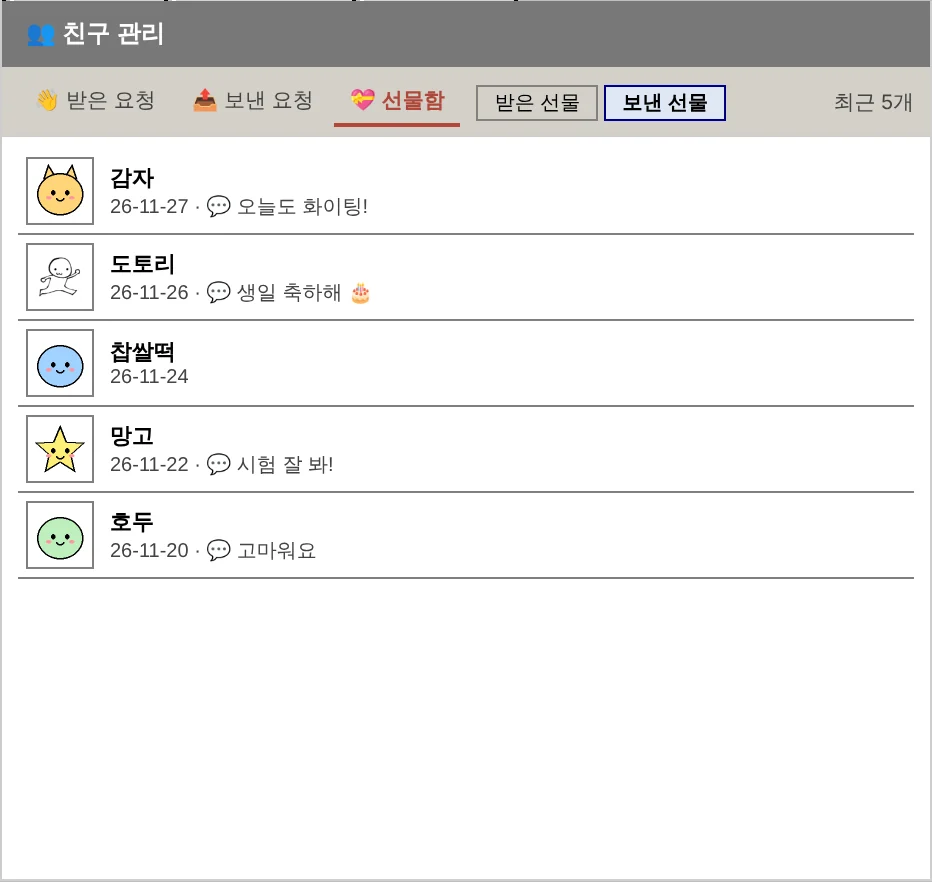 👥 친구 관리
👋 받은 요청 📤 보낸 요청 💝 선물함 받은 선물 보낸 선물 최근 5개
감자
26-11-27 · 💬 오늘도 화이팅!
도토리
26-11-26 · 💬 생일 축하해 🎂
찹쌀떡
26-11-24
망고
26-11-22 · 💬 시험 잘 봐!
호두
26-11-20 · 💬 고마워요